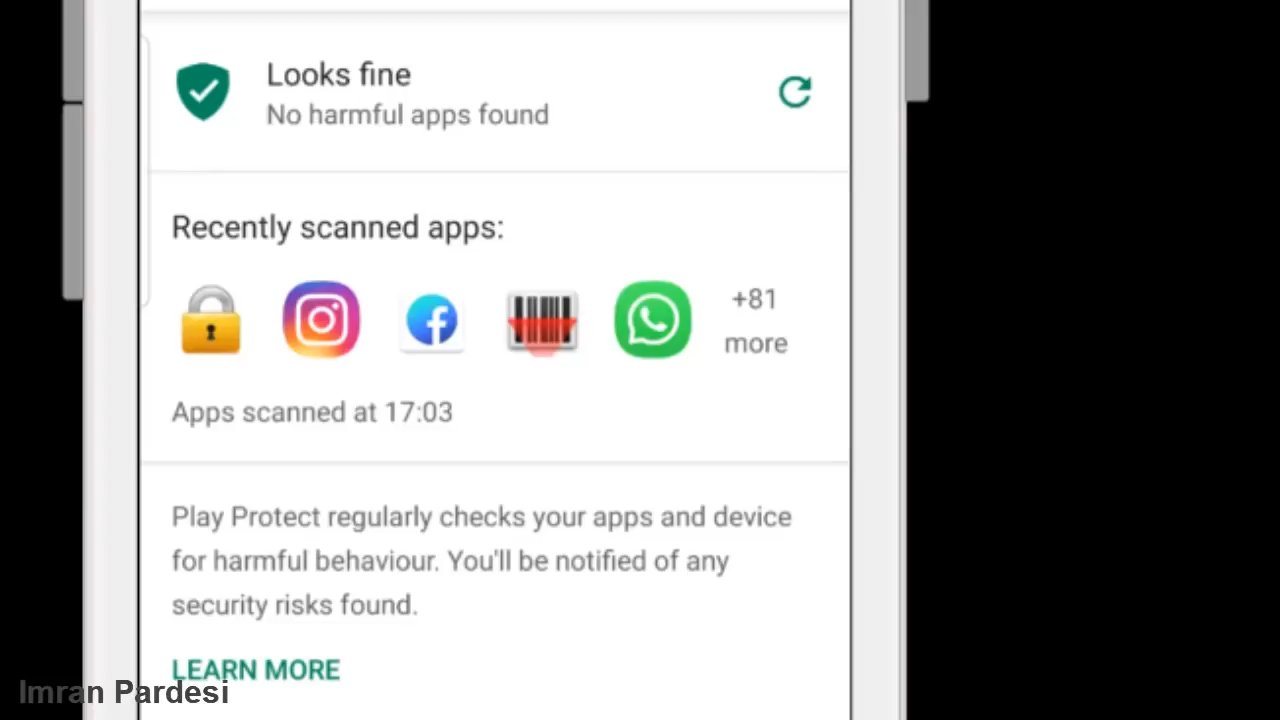 Looks fine
No harmful apps found
Recently scanned apps:
+81
more
Apps scanned at 17:03
Play Protect regularly checks your apps and device
for harmful behaviour. You'll be notified of any
security risks found.
LEARN MORE
Imran Pardesi